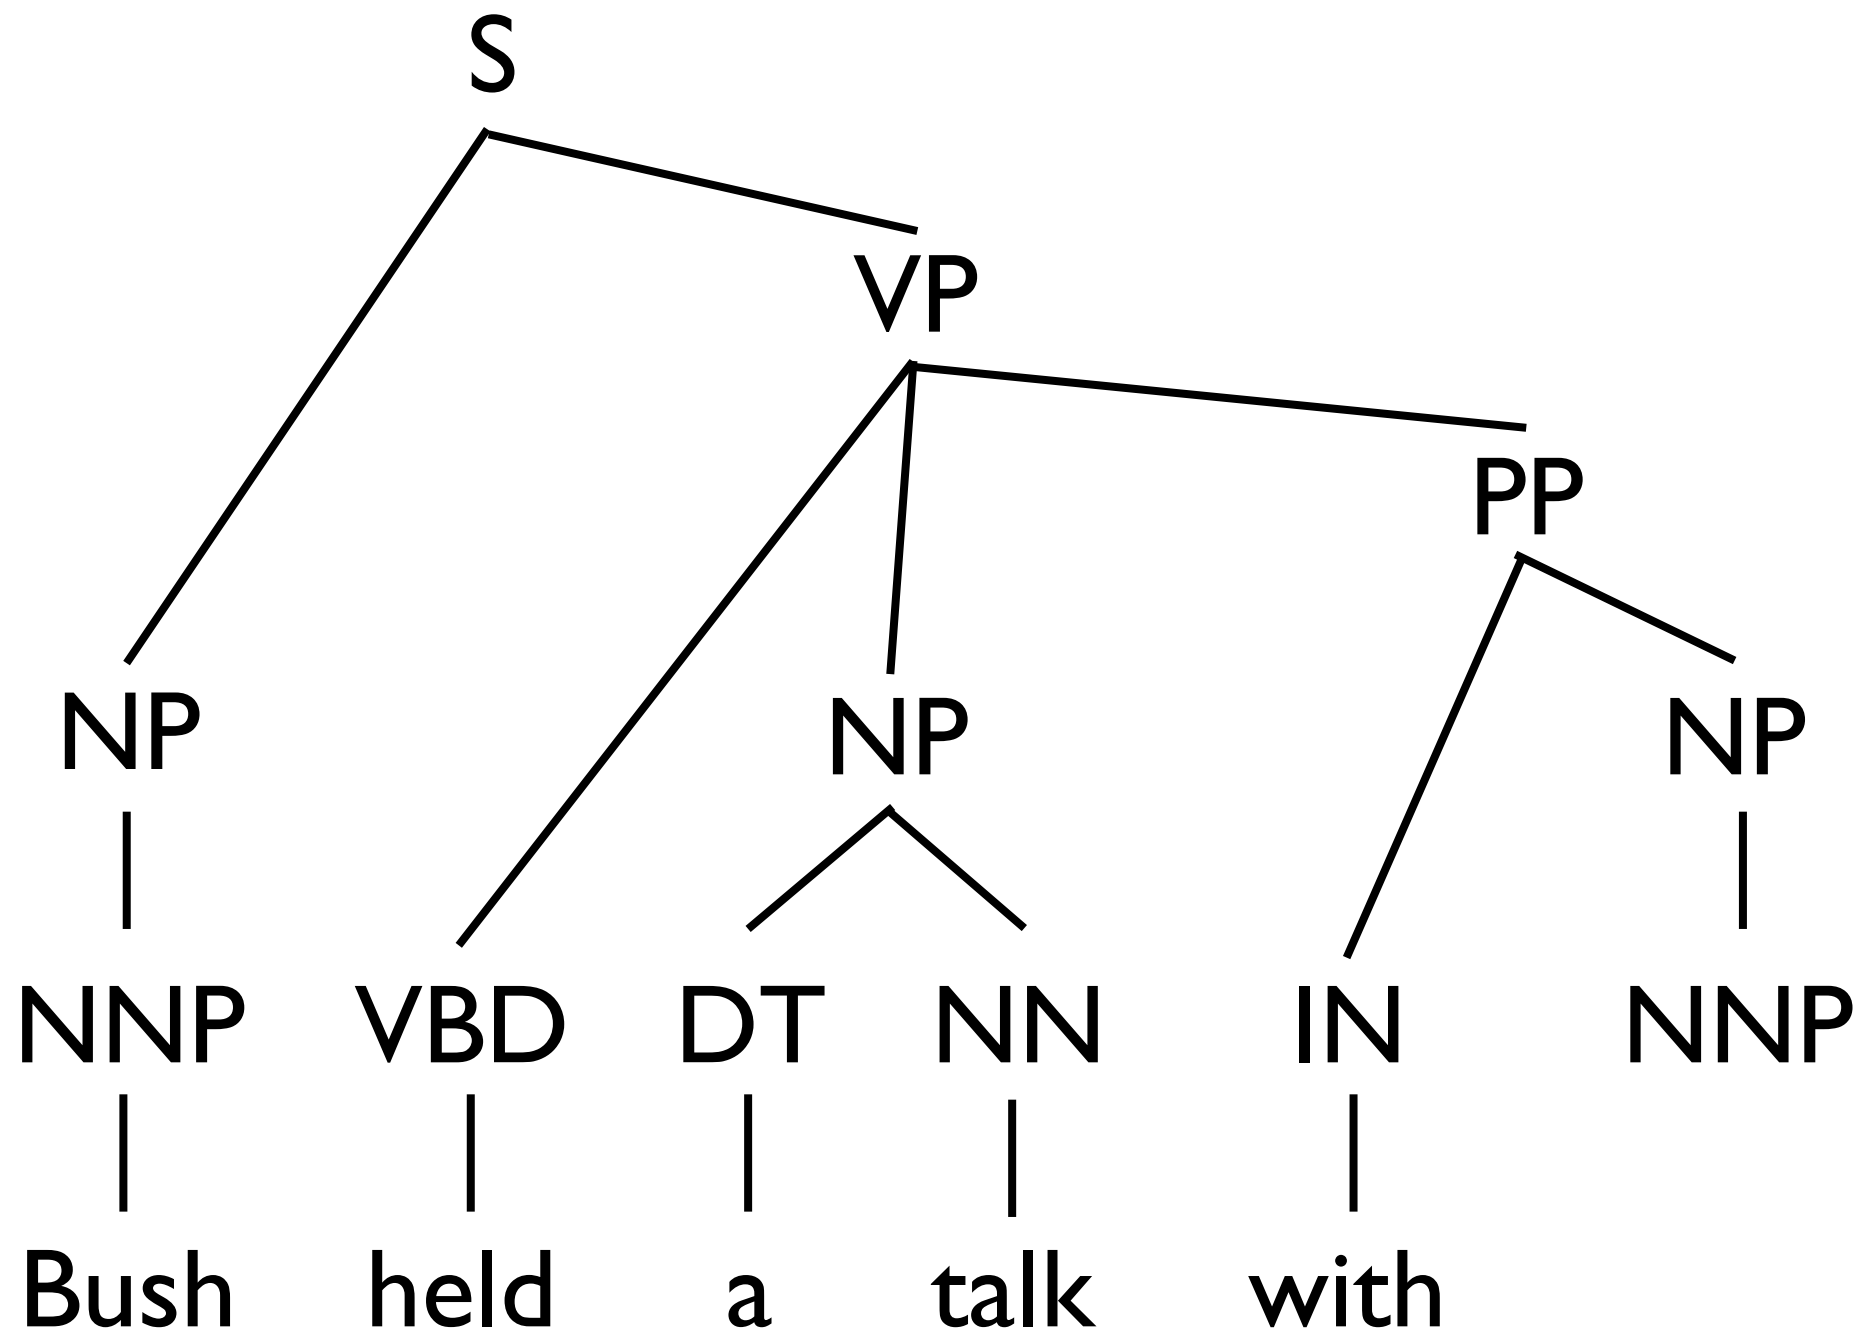 S
VP
PP
NP NP NP
NNP VBD DT NN IN NNP
Bush held a talk with